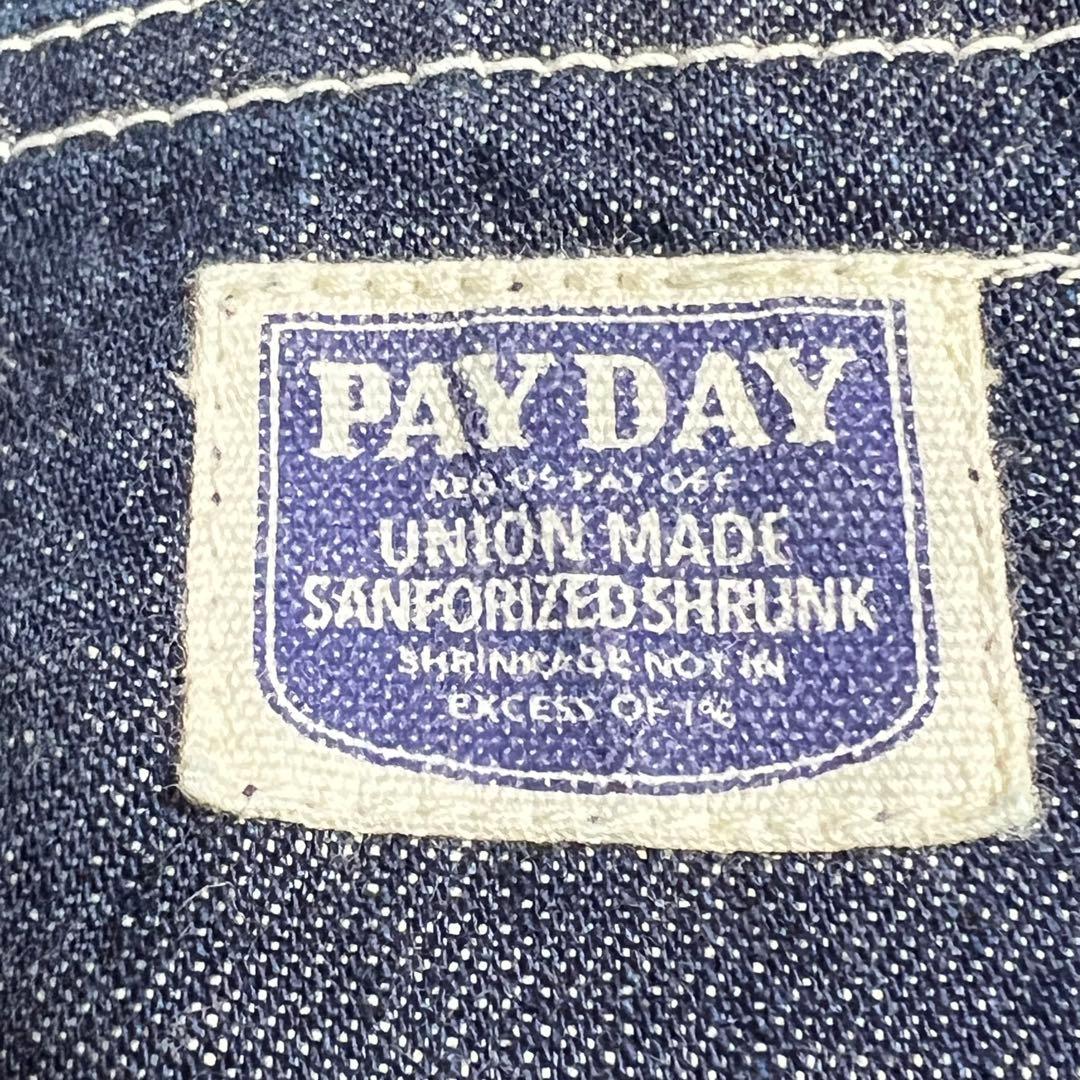 PAY DAY
REG. US. PAT. OFF
UNION MADE
SANFORIZED SHRUNK
SHRINKAGE NOT IN
EXCESS OF 1%